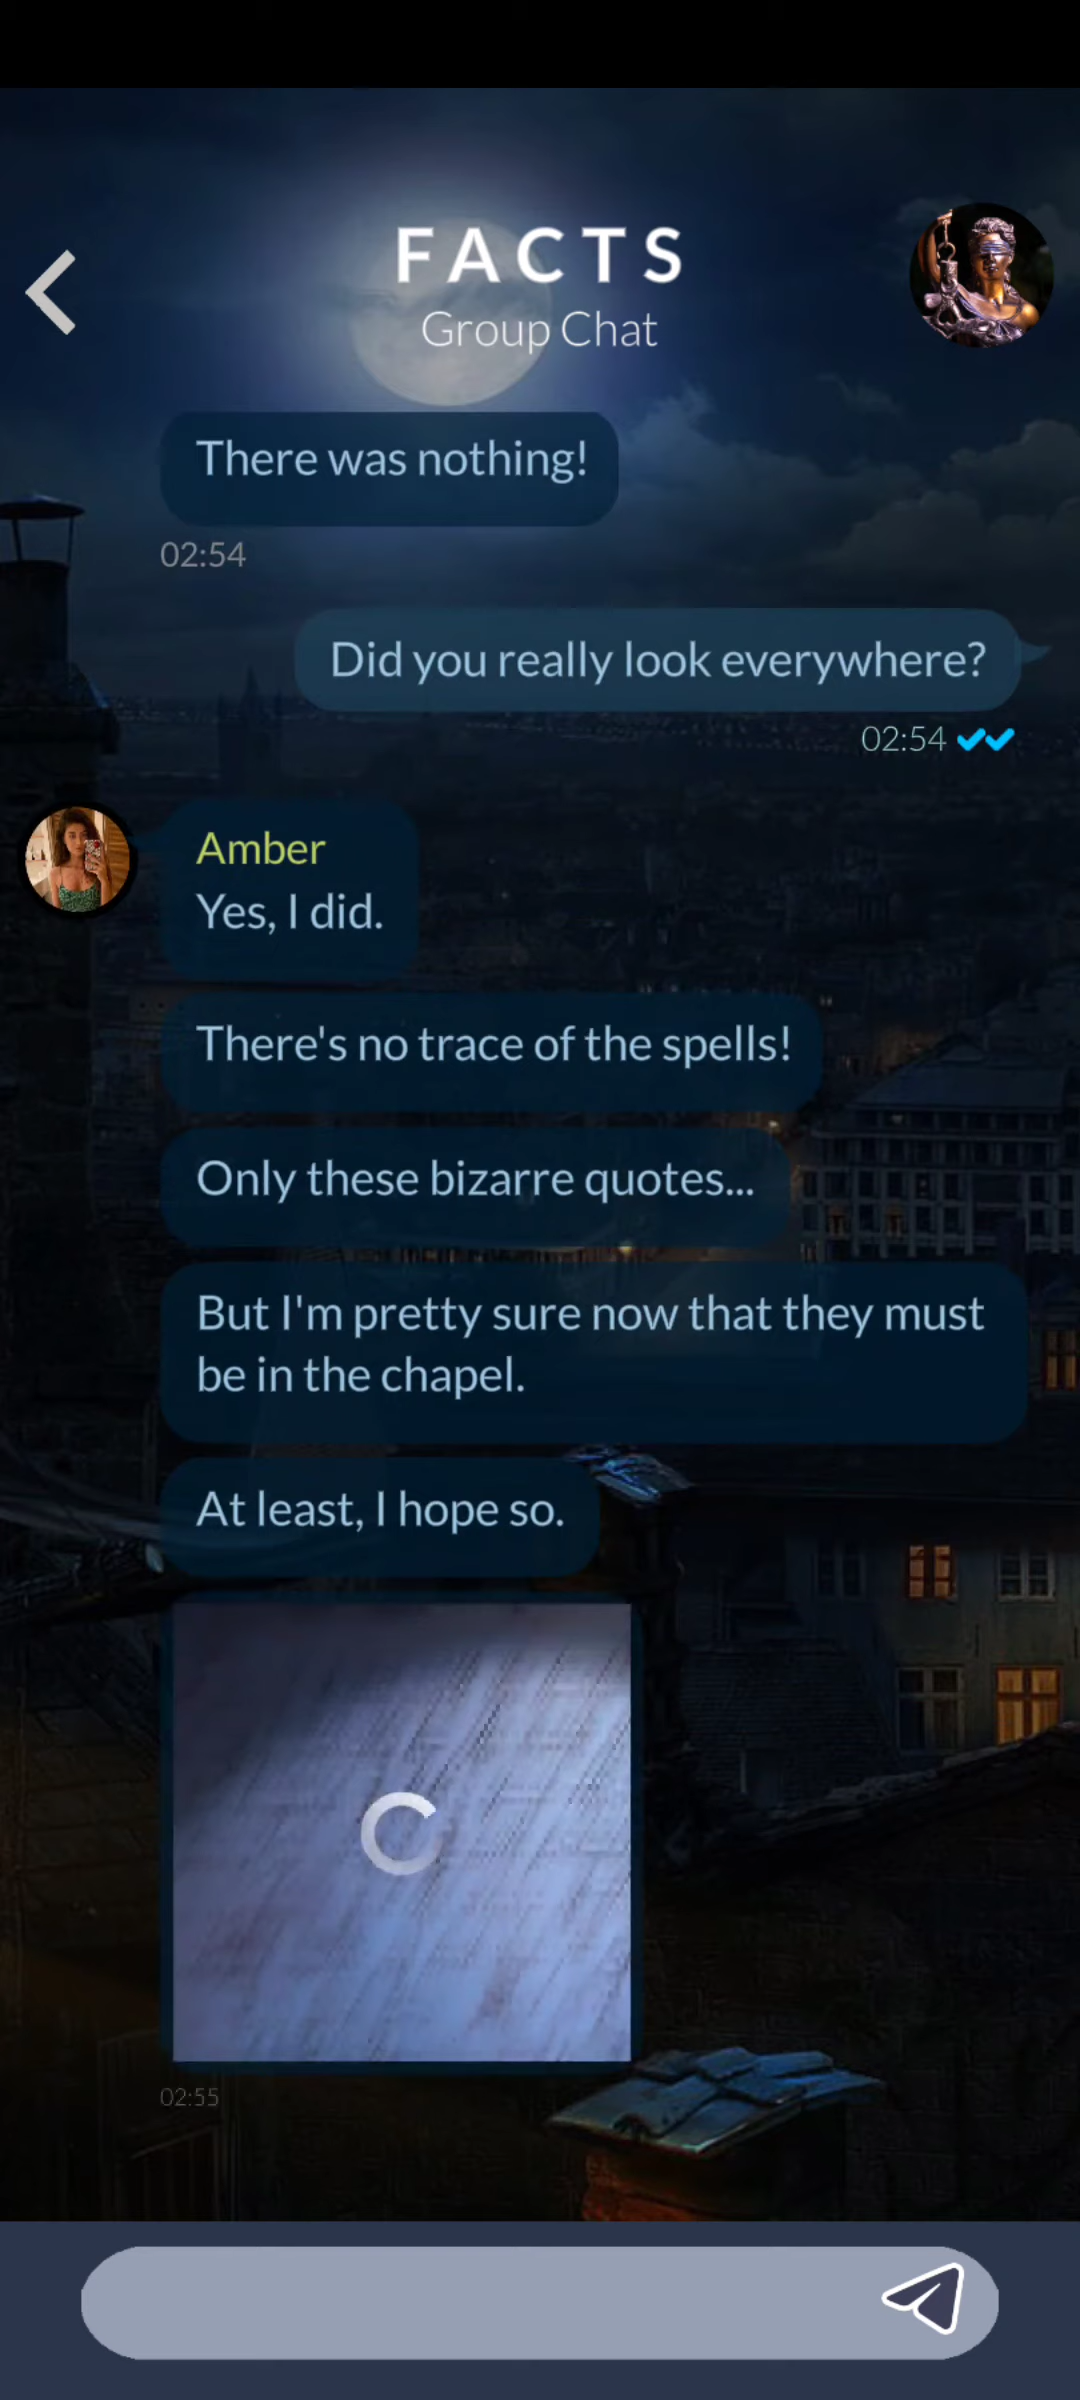 FACTS
Group Chat
There was nothing!
02:54
Did you really look everywhere?
02:54
Amber
Yes, I did.
There's no trace of the spells!
Only these bizarre quotes...
But I'm pretty sure now that they must
be in the chapel.
At least, I hope so.
02:55